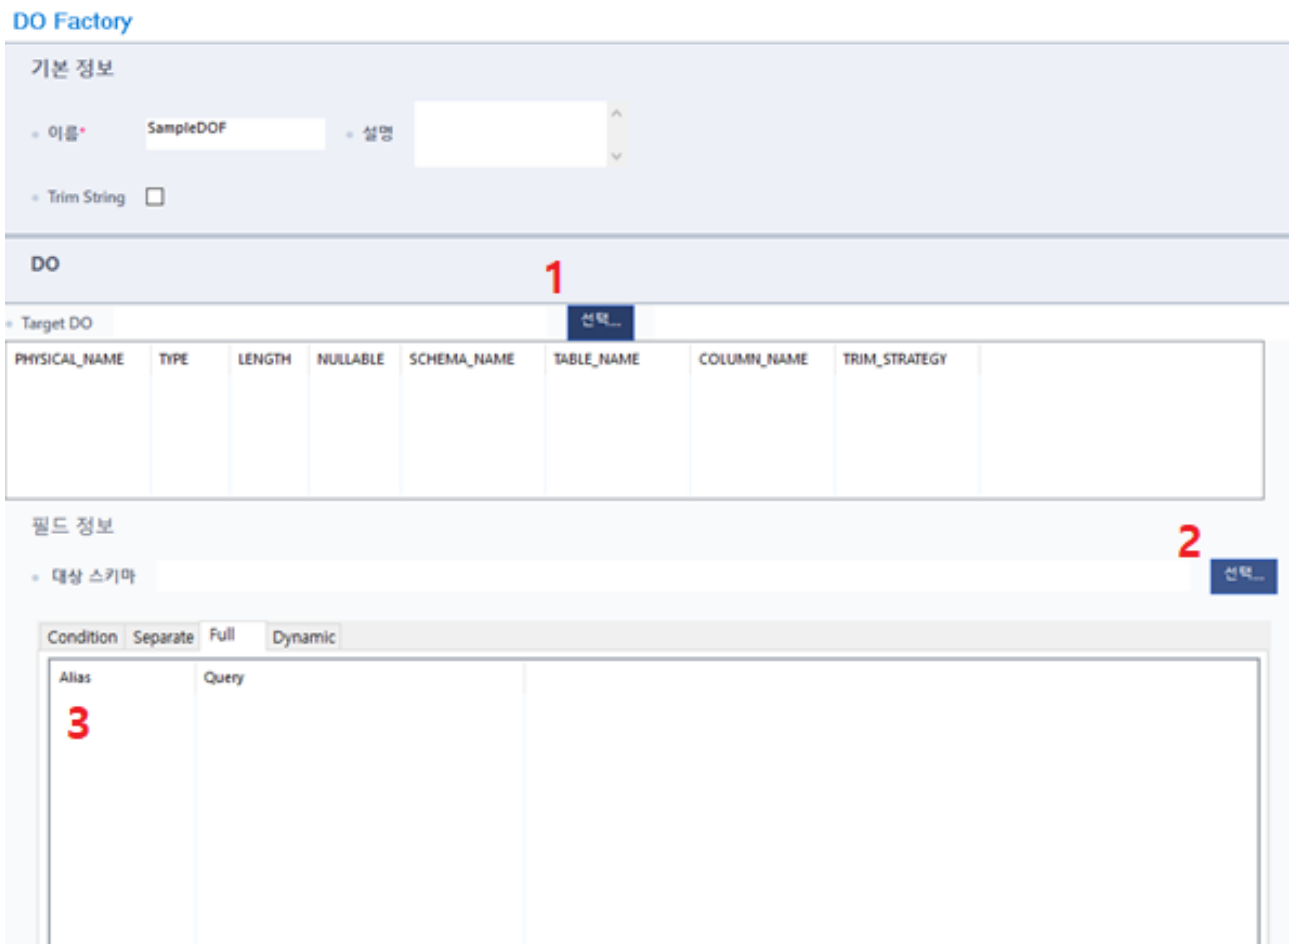 DO Factory
기본 정보
이름* SampleDOF 설명
Trim String
DO
1
Target DO 선택...
PHYSICAL_NAME TYPE LENGTH NULLABLE SCHEMA_NAME TABLE_NAME COLUMN_NAME TRIM_STRATEGY
필드 정보
2
대상 스키마 선택...
Condition Separate Full Dynamic
Alias Query
3